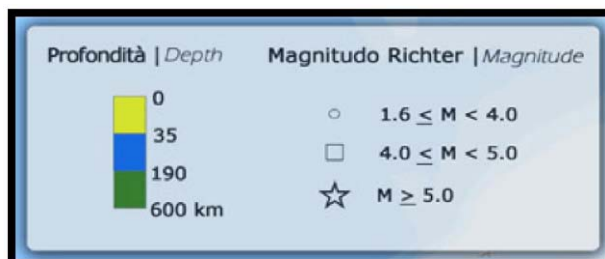 Profondità | Depth
0
35
190
600 km
Magnitudo Richter | Magnitude
1.6 ≤ M < 4.0
4.0 ≤ M < 5.0
M ≥ 5.0